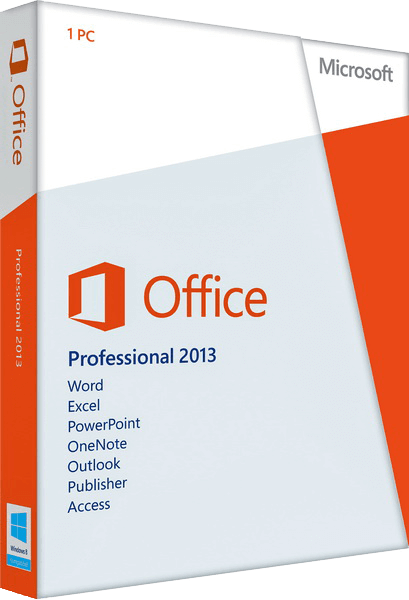 1 PC
Microsoft
Office
Professional 2013
Word
Excel
PowerPoint
OneNote
Outlook
Publisher
Access
Office
Professional 2013
Windows 8